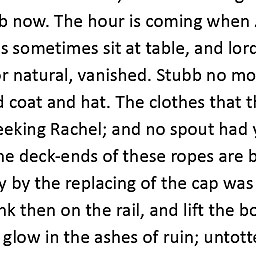 b now. The hour is coming when
s sometimes sit at table, and lord
or natural, vanished. Stubb no mo
d coat and hat. The clothes that th
eeking Rachel; and no spout had y
he deck-ends of these ropes are b
y by the replacing of the cap was
nk then on the rail, and lift the bo
glow in the ashes of ruin; untotte